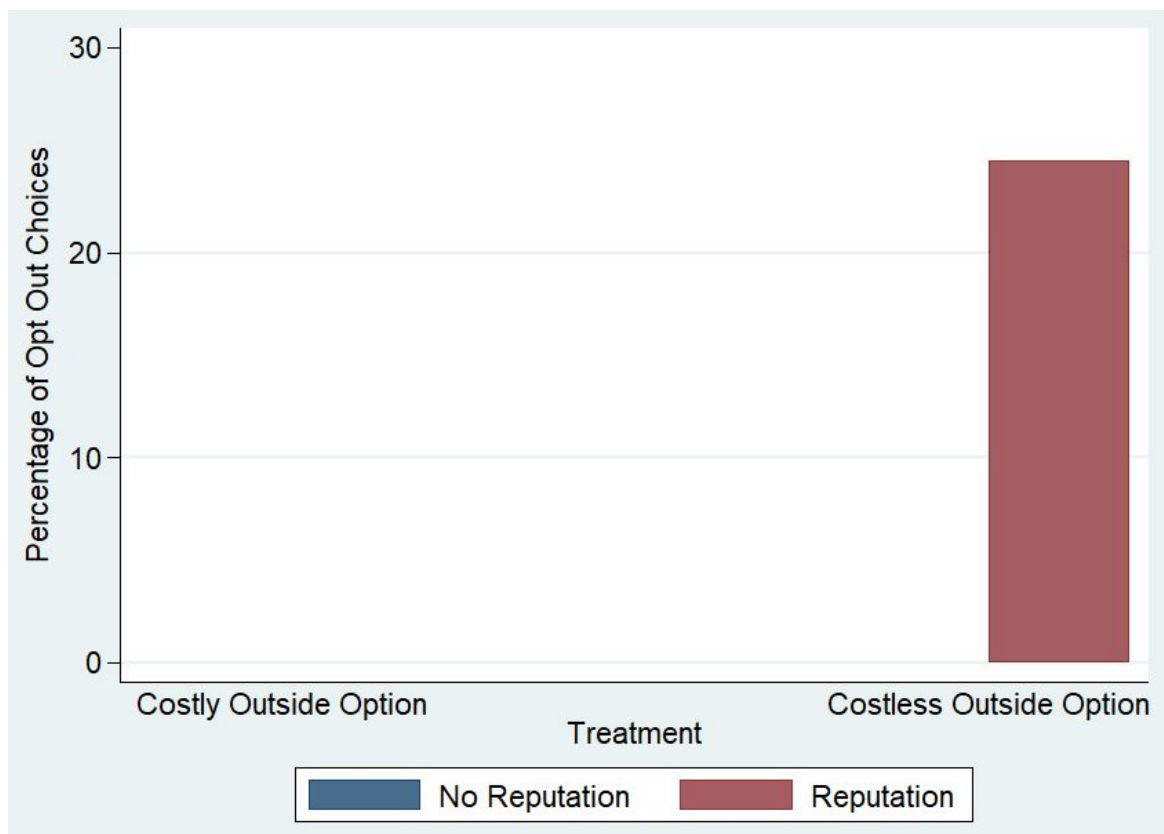 30
20
10
0
Percentage of Opt Out Choices
Costly Outside Option
Costless Outside Option
Treatment
No Reputation
Reputation